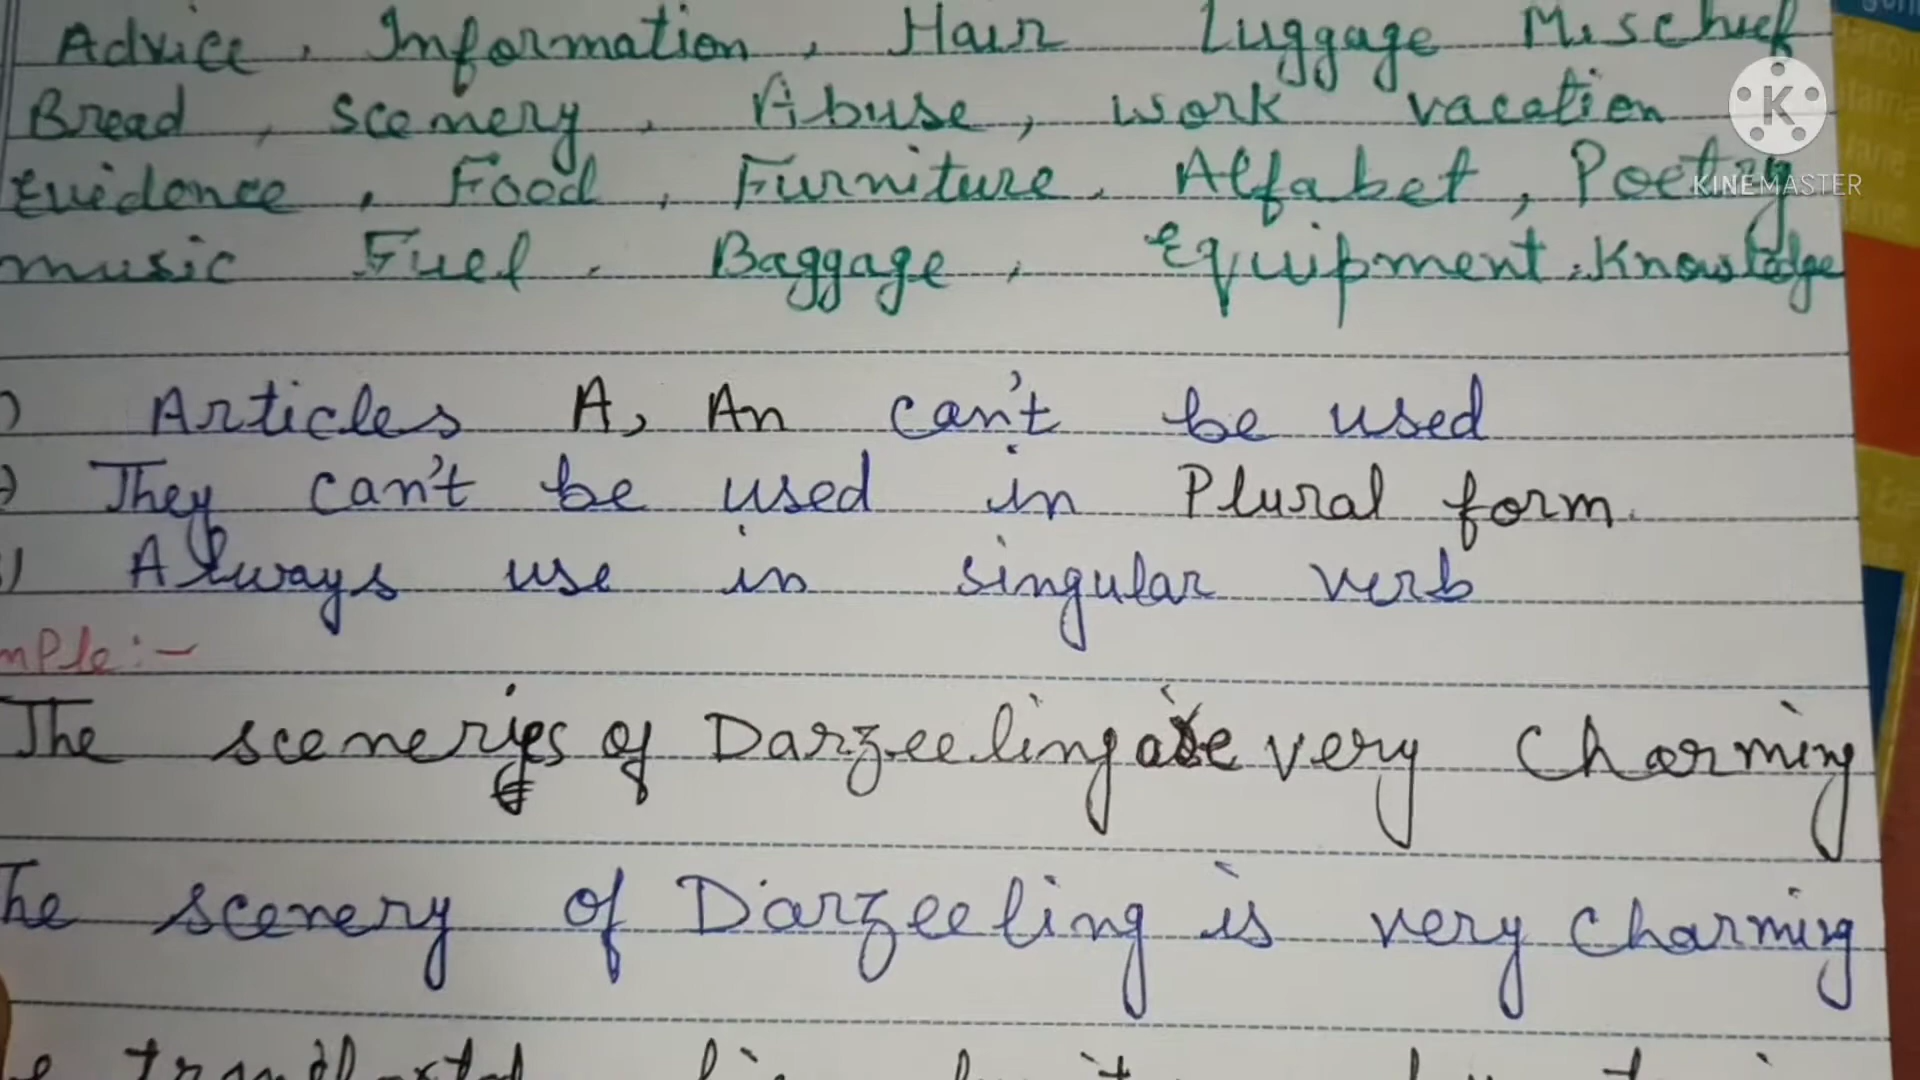 Advice, Information, Hair Luggage Mischief
Bread, scenery, Abuse, work vacation
Evidence, Food, Furniture, Alfabet, Poetry
KINEMASTER
music Fuel, Baggage, Equipment, Knowledge
) Articles A, An can't be used
) They can't be used in Plural form.
) Always use in singular verb
mple:-
The sceneries of Darzeeling are very charming
The scenery of Darzeeling is very charming